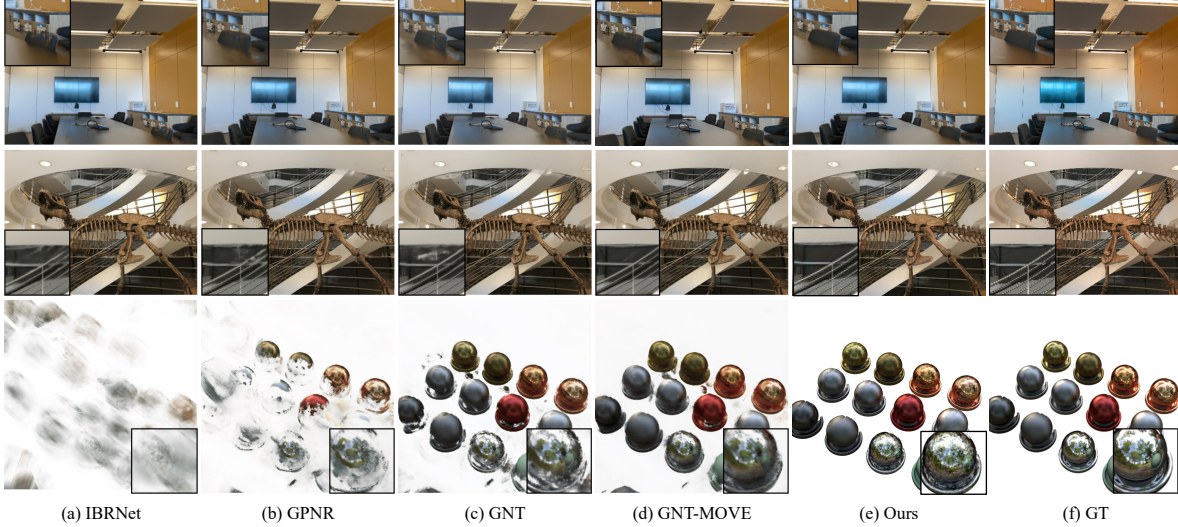 (a) IBRNet
(b) GPNR
(c) GNT
(d) GNT-MOVE
(e) Ours
(f) GT